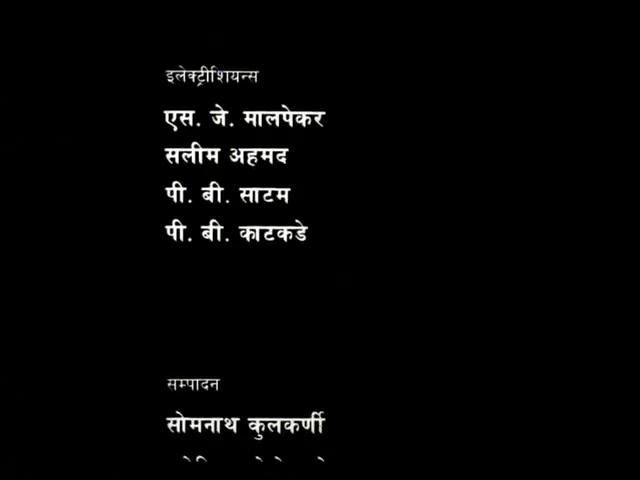 इलेक्ट्रीशियन्स
एस. जे. मालपेकर
सलीम अहमद
पी. बी. साटम
पी. बी. काटकडे
सम्पादन
सोमनाथ कुलकर्णी